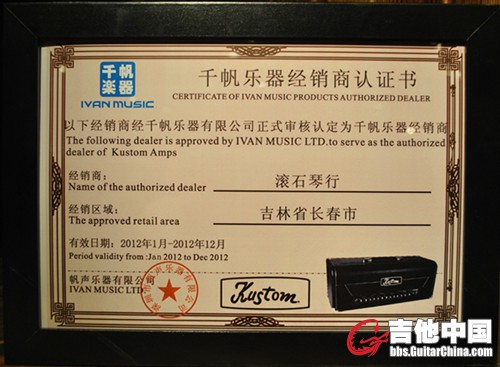 千帆
楽器
IVAN MUSIC
千帆乐器经销商认证书
CERTIFICATE OF IVAN MUSIC PRODUCTS AUTHORIZED DEALER
以下经销商经千帆乐器有限公司正式审核认定为千帆乐器经销商
The following dealer is approved by IVAN MUSIC LTD.to serve as the authorized
dealer of Kustom Amps
经销商:
Name of the authorized dealer
滚石琴行
经销区域:
The approved retail area
吉林省长春市
有效日期:2012年1月-2012年12月
Period validity from:Jan 2012 to Dec 2012
帆声乐器有限公司
IVAN MUSIC LTD
Kustom
吉他中国
bbs.GuitarChina.com